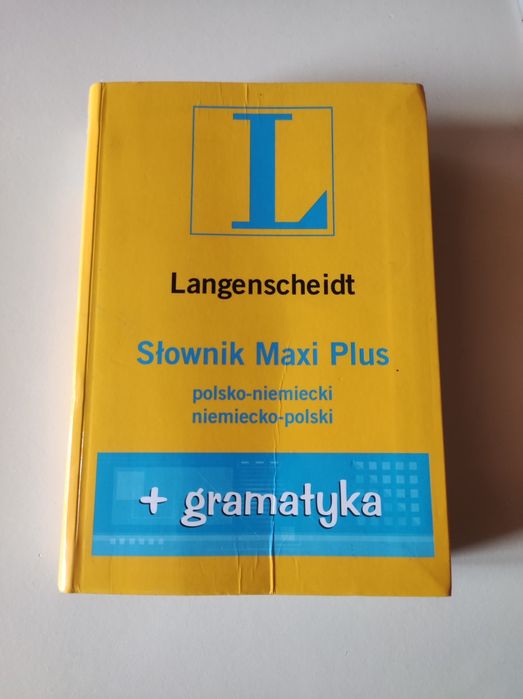 L
Langenscheidt
Słownik Maxi Plus
polsko-niemiecki
niemiecko-polski
+ gramatyka